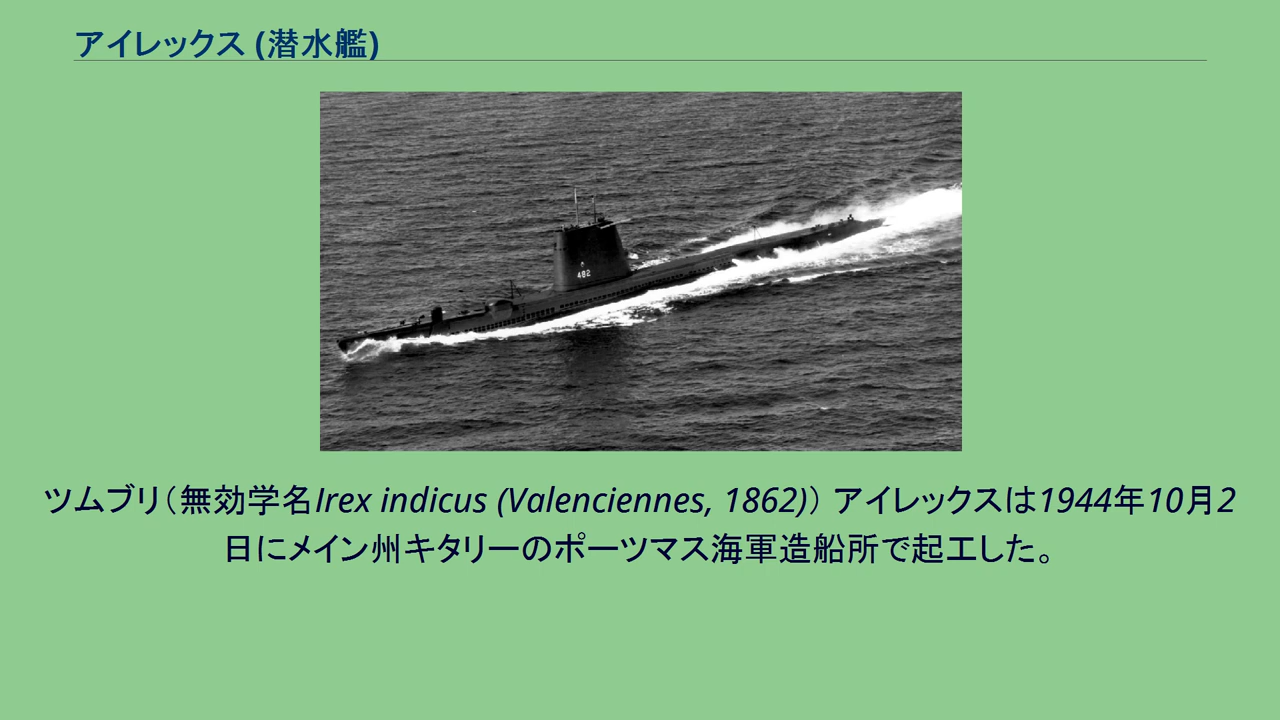 アイレックス (潜水艦)
482
ツムブリ（無効学名Irex indicus (Valenciennes, 1862)） アイレックスは1944年10月2
日にメイン州キタリーのポーツマス海軍造船所で起工した。